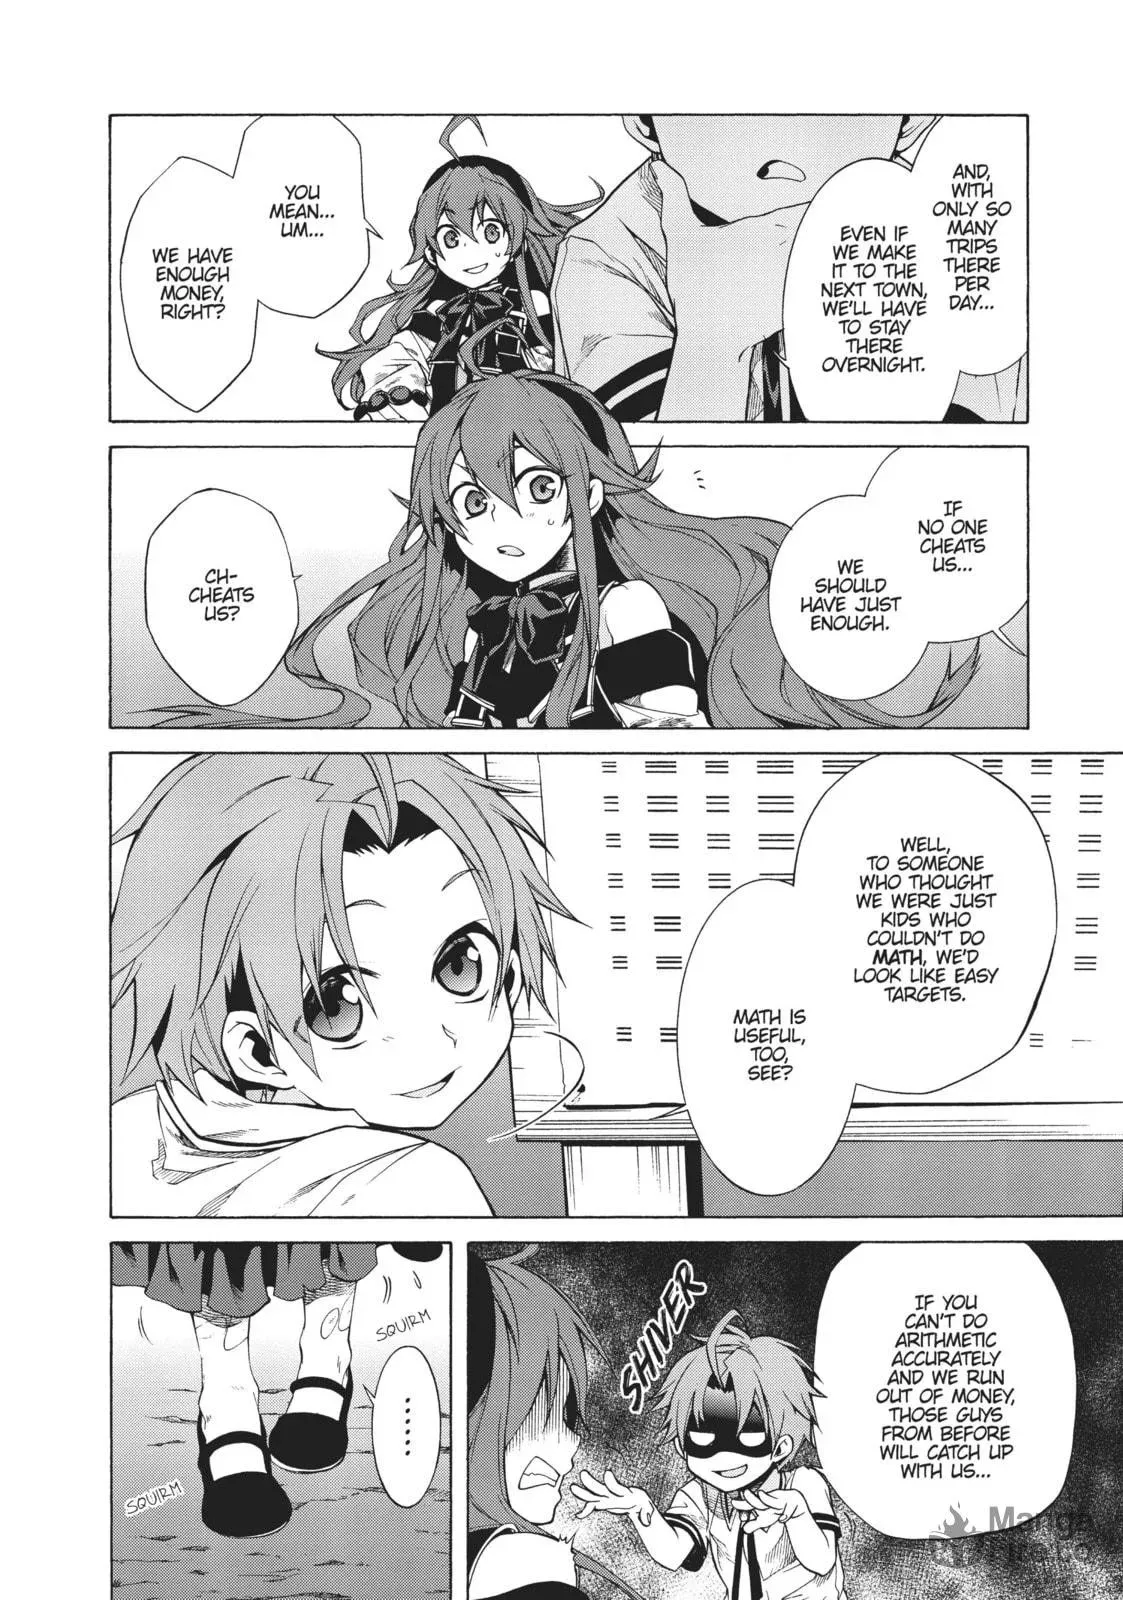 AND,
WITH
ONLY SO
MANY
TRIPS
THERE
PER
DAY...
EVEN IF
WE MAKE
IT TO THE
NEXT TOWN,
WE'LL HAVE
TO STAY
THERE
OVERNIGHT.
YOU
MEAN...
UM...
WE HAVE
ENOUGH
MONEY,
RIGHT?
IF
NO ONE
CHEATS
US...
WE
SHOULD
HAVE JUST
ENOUGH.
CH-
CHEATS
US?
WELL,
TO SOMEONE
WHO THOUGHT
WE WERE JUST
KIDS WHO
COULDN'T DO
MATH, WE'D
LOOK LIKE EASY
TARGETS.
MATH IS
USEFUL,
TOO,
SEE?
IF YOU
CAN'T DO
ARITHMETIC
ACCURATELY
AND WE RUN
OUT OF MONEY,
THOSE GUYS
FROM BEFORE
WILL CATCH UP
WITH US...
SHIVER
SQUIRM
......
SQUIRM
Manga
Fire.to